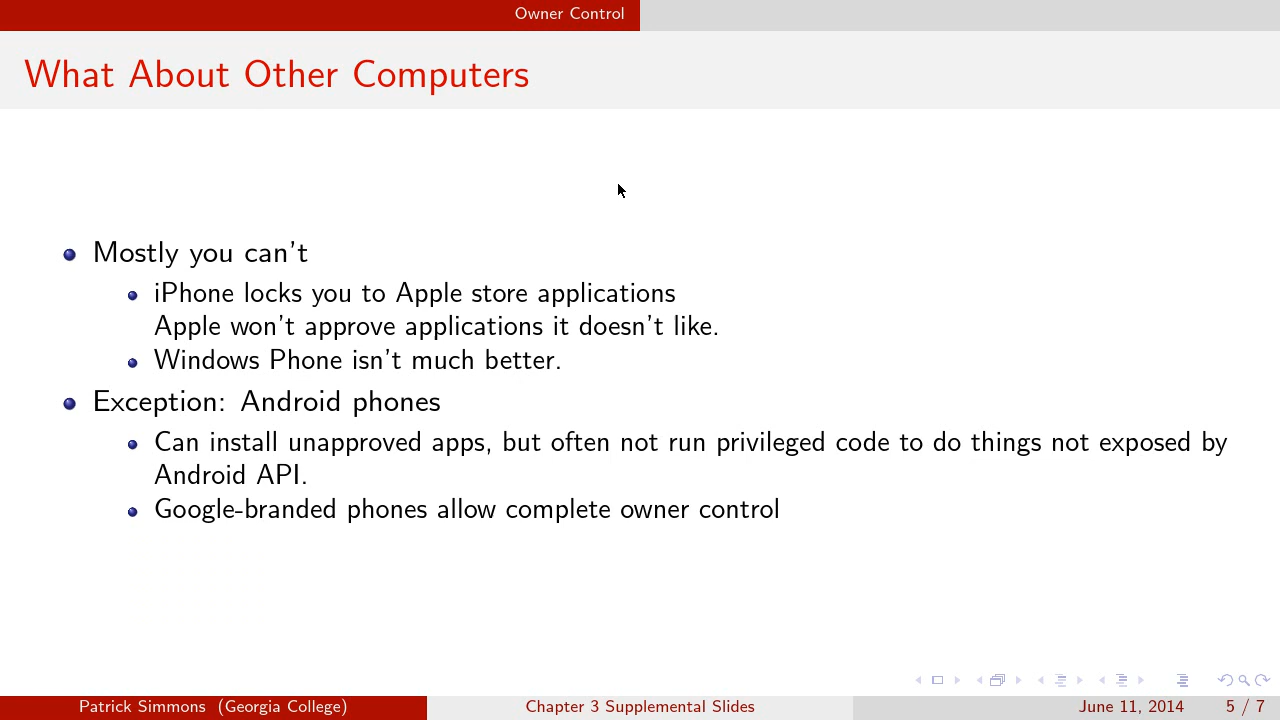 Owner Control
What About Other Computers
Mostly you can't
iPhone locks you to Apple store applications
Apple won't approve applications it doesn't like.
Windows Phone isn't much better.
Exception: Android phones
Can install unapproved apps, but often not run privileged code to do things not exposed by
Android API.
Google-branded phones allow complete owner control
Patrick Simmons (Georgia College) Chapter 3 Supplemental Slides June 11, 2014 5 / 7